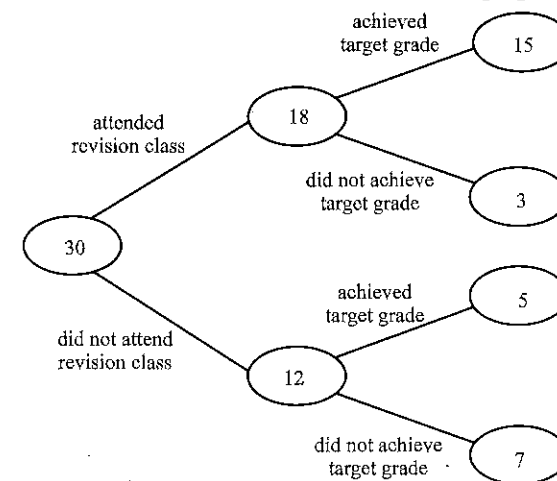 achieved
target grade
15
18
attended
revision class
did not achieve
target grade
3
30
achieved
target grade
5
did not attend
revision class
12
did not achieve
target grade
7